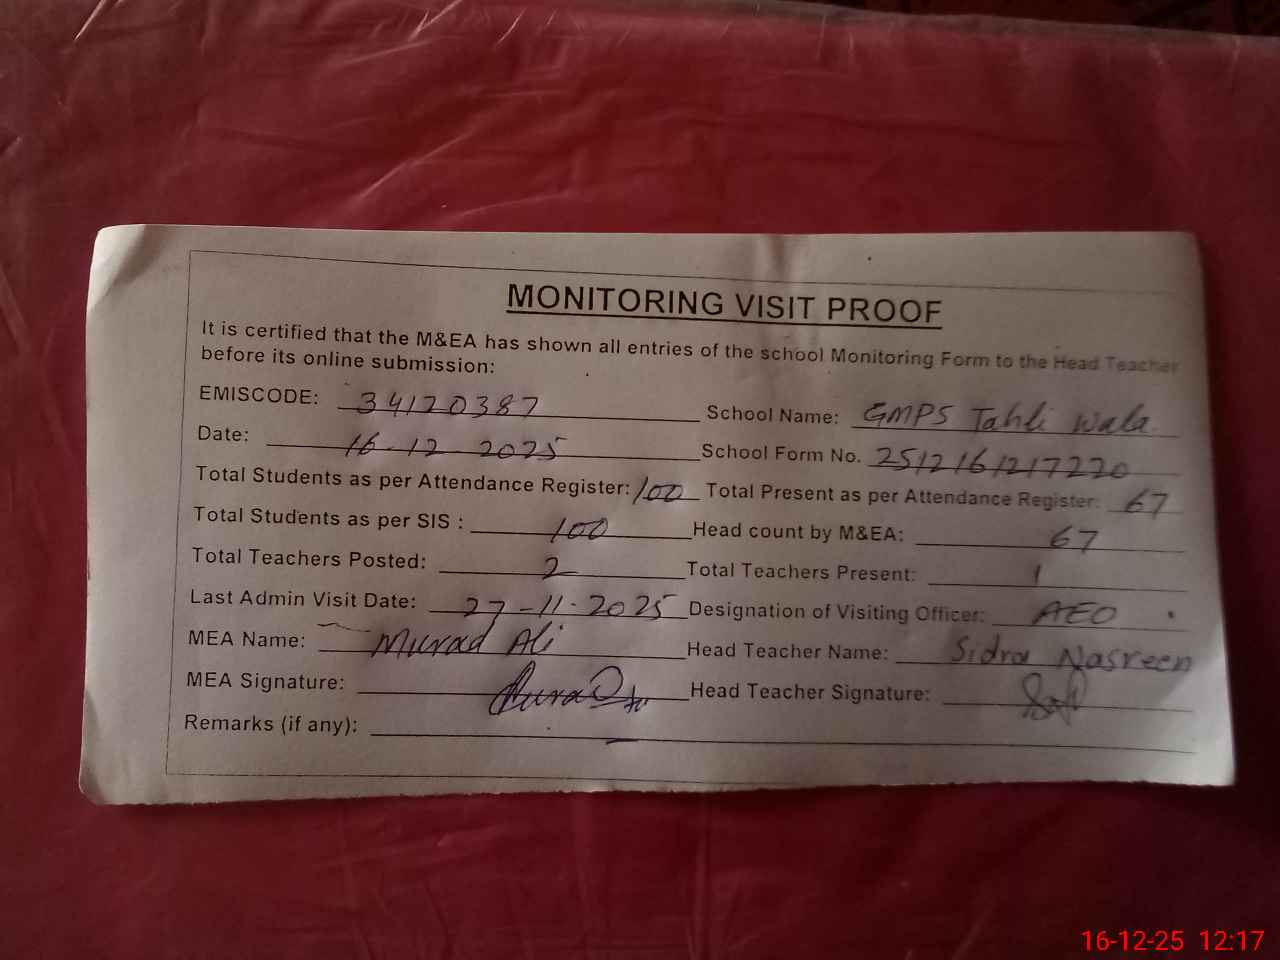 MONITORING VISIT PROOF
It is certified that the M&EA has shown all entries of the school Monitoring Form to the Head Teacher
before its online submission:
EMISCODE: 34120387 School Name: GMPS Tahli Wala
Date: 16-12-2025 School Form No. 2512161217220
Total Students as per Attendance Register: 100 Total Present as per Attendance Register: 67
Total Students as per SIS : 100 Head count by M&EA: 67
Total Teachers Posted: 2 Total Teachers Present: 1
Last Admin Visit Date: 27-11-2025 Designation of Visiting Officer: AEO
MEA Name: Murad Ali Head Teacher Name: Sidra Nasreen
MEA Signature: Head Teacher Signature:
Remarks (if any):
16-12-25 12:17